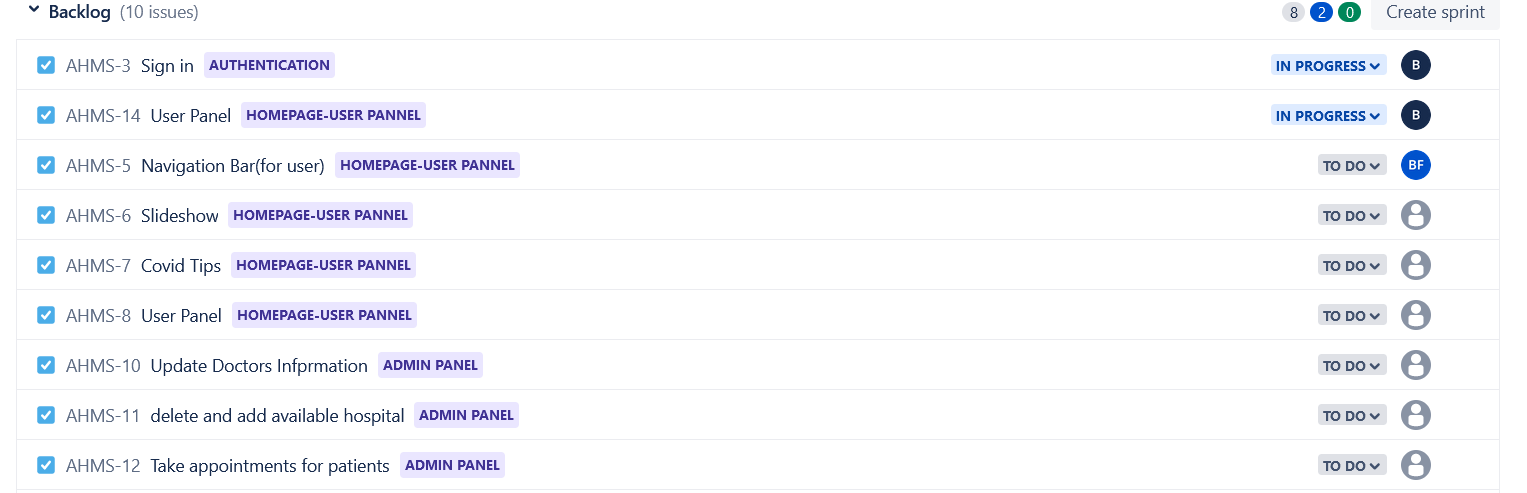 Backlog (10 issues) 8 2 0 Create sprint
AHMS-3 Sign in AUTHENTICATION IN PROGRESS B
AHMS-14 User Panel HOMEPAGE-USER PANNEL IN PROGRESS B
AHMS-5 Navigation Bar(for user) HOMEPAGE-USER PANNEL TO DO BF
AHMS-6 Slideshow HOMEPAGE-USER PANNEL TO DO
AHMS-7 Covid Tips HOMEPAGE-USER PANNEL TO DO
AHMS-8 User Panel HOMEPAGE-USER PANNEL TO DO
AHMS-10 Update Doctors Infprmation ADMIN PANEL TO DO
AHMS-11 delete and add available hospital ADMIN PANEL TO DO
AHMS-12 Take appointments for patients ADMIN PANEL TO DO